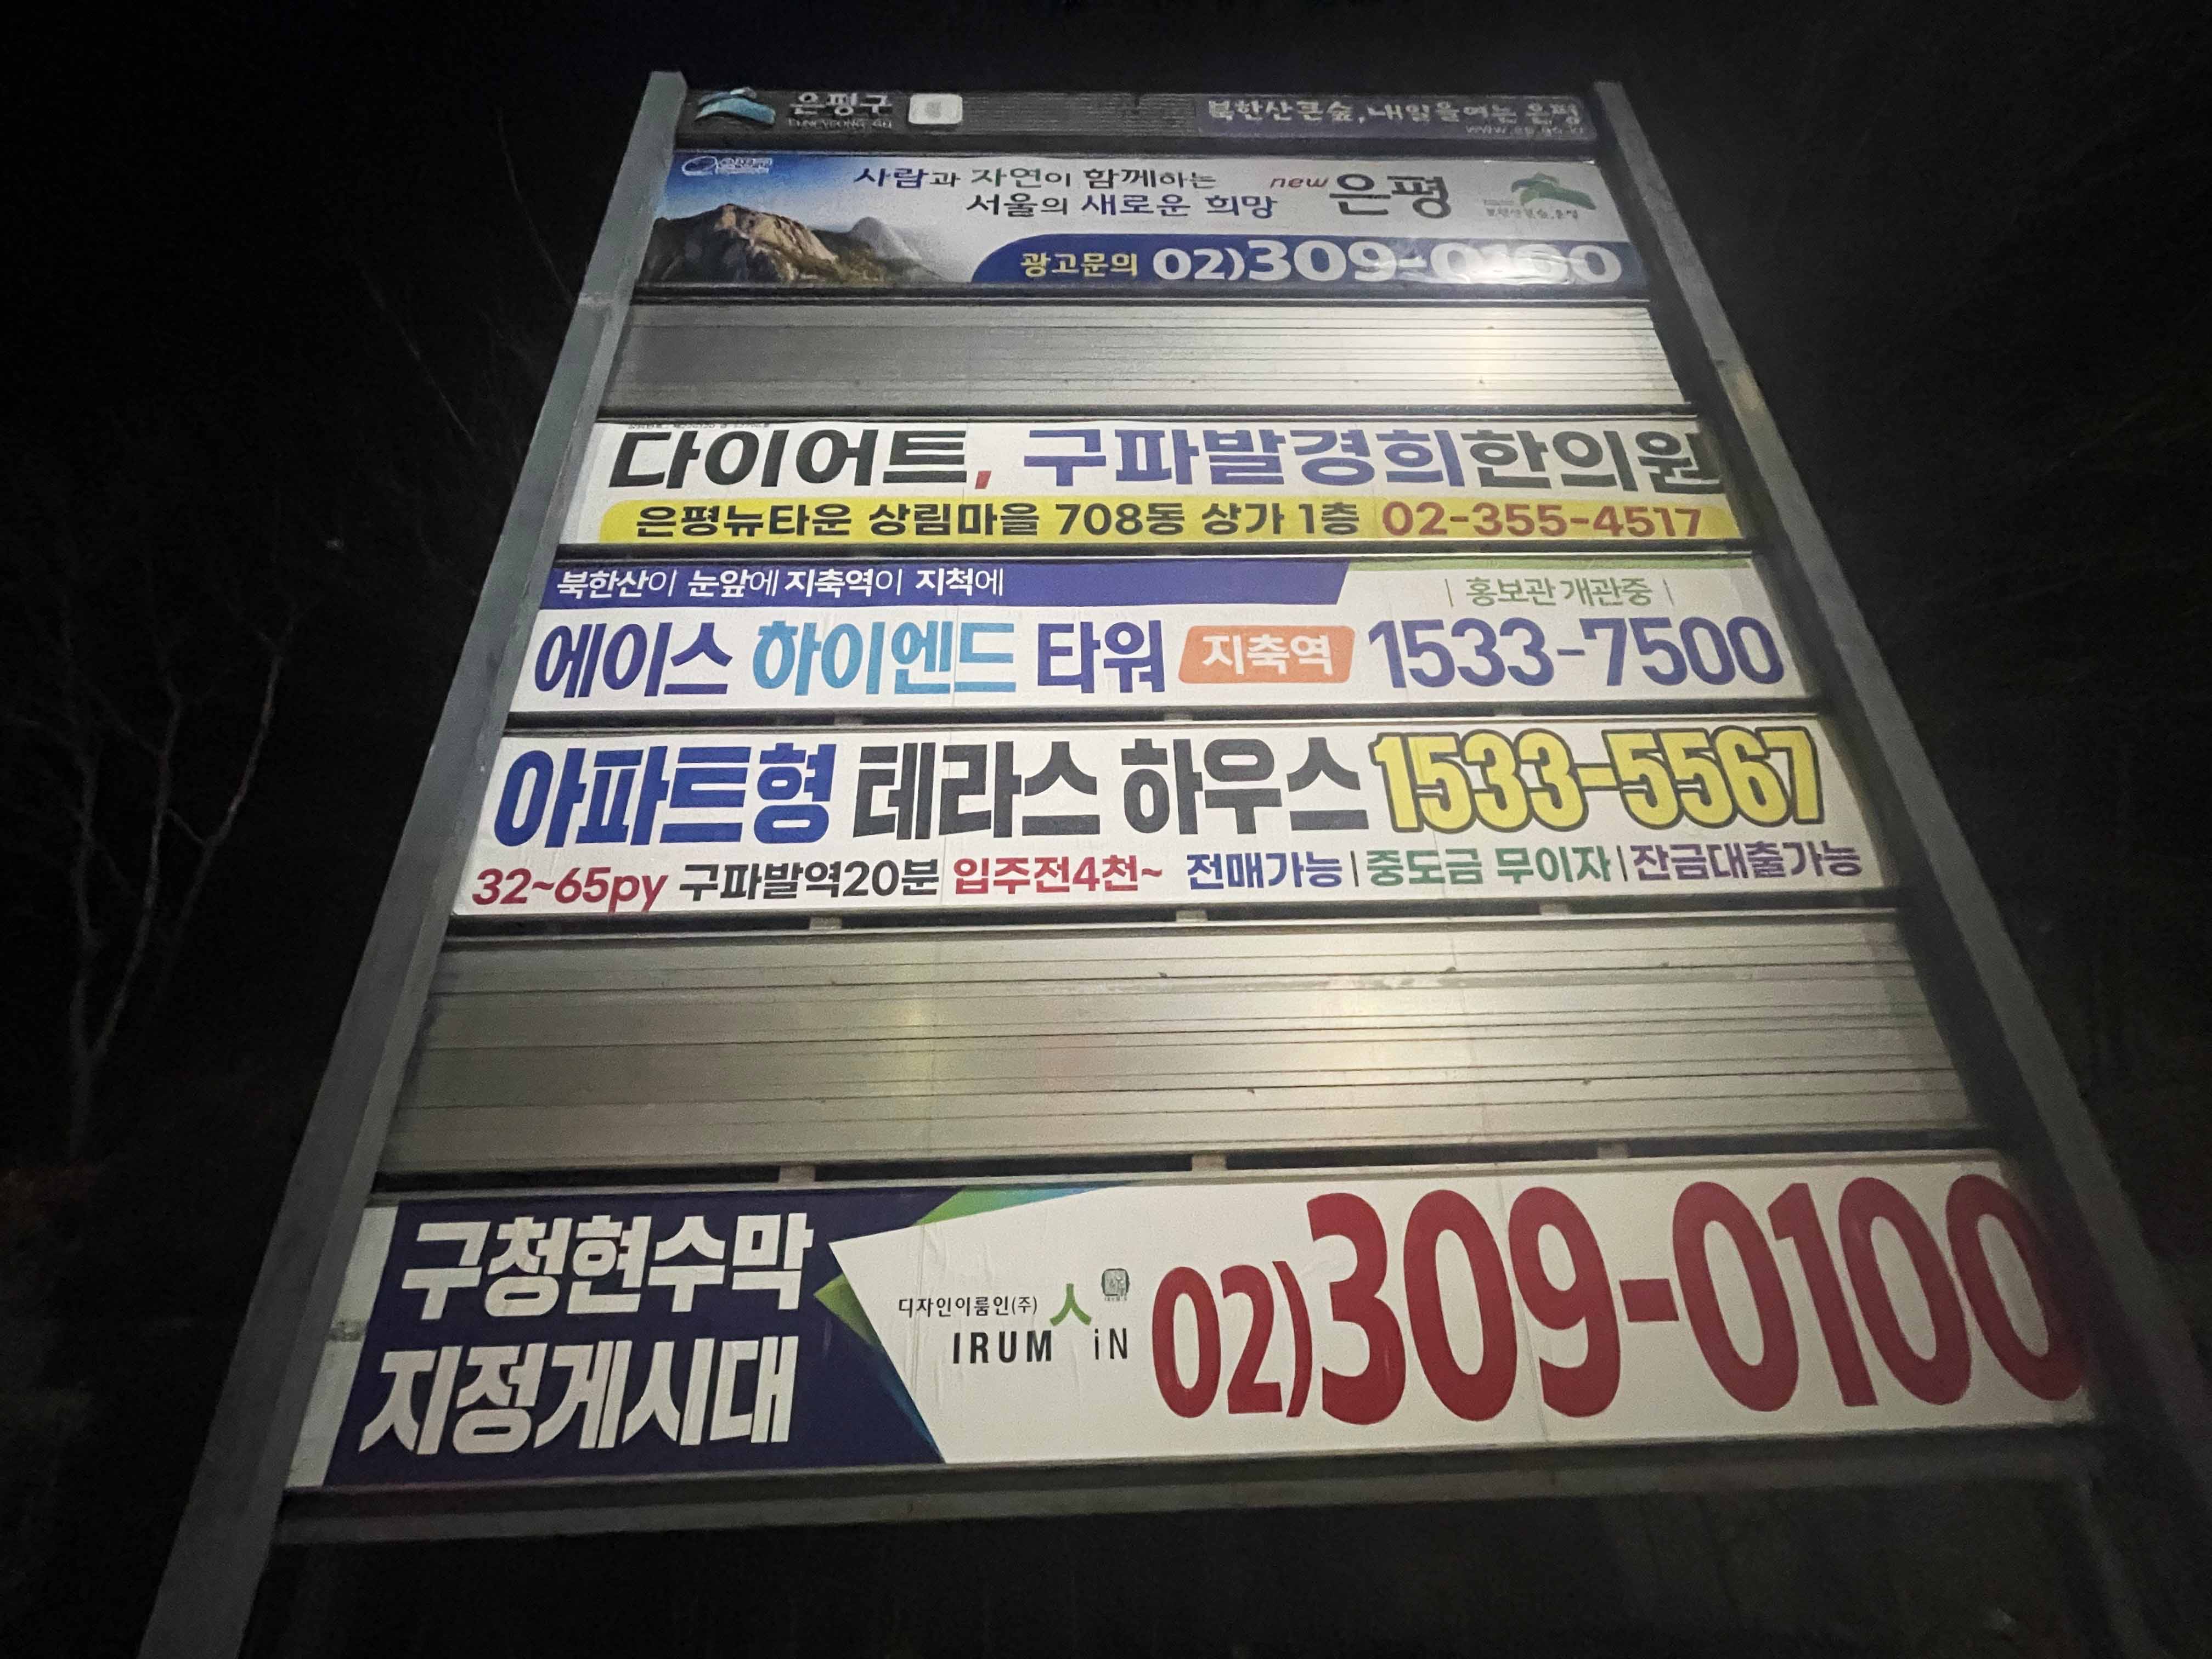 은평구
EUNPYEONG GU
북한산큰숲,내일을여는 은평
사람과 자연이 함께하는
서울의 새로운 희망
new 은평
광고문의 02)309-0100
다이어트, 구파발경희한의원
은평뉴타운 상림마을 708동 상가 1층 02-355-4517
북한산이 눈앞에 지축역이 지척에
홍보관 개관중
에이스 하이엔드 타워 지축역 1533-7500
아파트형 테라스 하우스 1533-5567
32~65py 구파발역20분 입주전4천~ 전매가능|중도금 무이자|잔금대출가능
구청현수막
지정게시대
디자인이룸인(주)
IRUM iN
02)309-0100